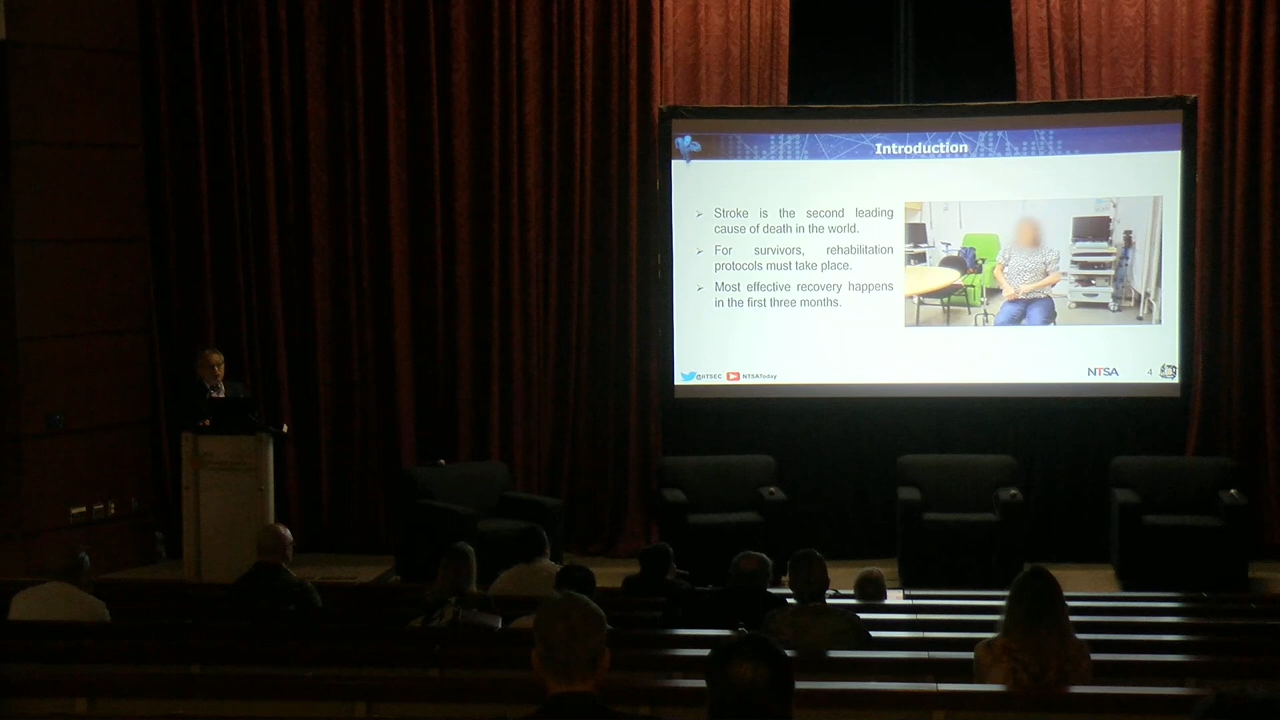 Introduction
➢ Stroke is the second leading
cause of death in the world.
➢ For survivors, rehabilitation
protocols must take place.
➢ Most effective recovery happens
in the first three months.
@IITSEC NTSAToday
NTSA 4